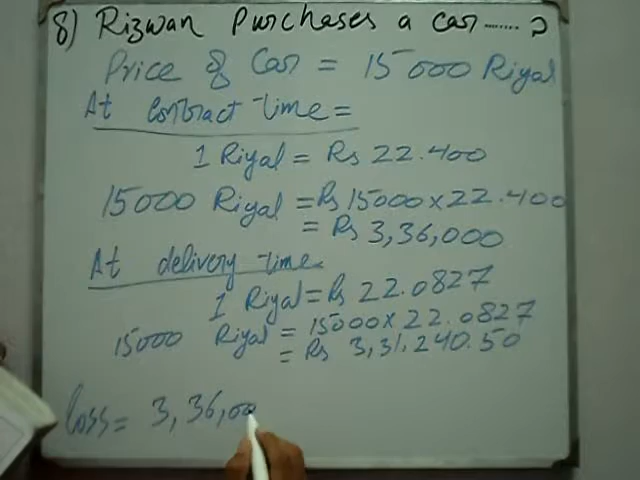 8) Rizwan Purchases a car ....... ?
Price of Car = 15000 Riyal
At Contract time =
1 Riyal = Rs 22.400
15000 Riyal = Rs 15000 x 22.400
= Rs 3,36,000
At delivery time
1 Riyal = Rs 22.0827
15000 Riyal = 15000 x 22.0827
= Rs 3,31,240.50
loss = 3,36,00